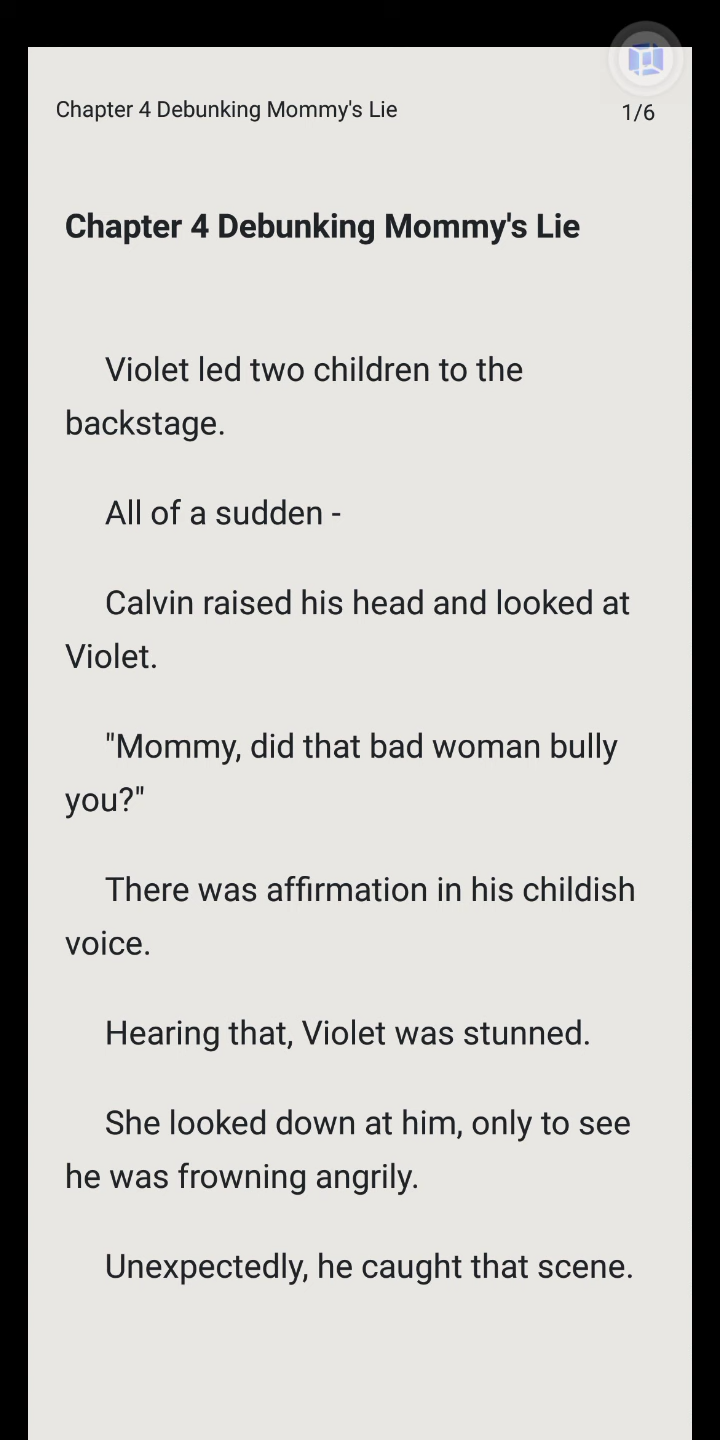 Chapter 4 Debunking Mommy's Lie
1/6
Chapter 4 Debunking Mommy's Lie
Violet led two children to the
backstage.
All of a sudden -
Calvin raised his head and looked at
Violet.
"Mommy, did that bad woman bully
you?"
There was affirmation in his childish
voice.
Hearing that, Violet was stunned.
She looked down at him, only to see
he was frowning angrily.
Unexpectedly, he caught that scene.